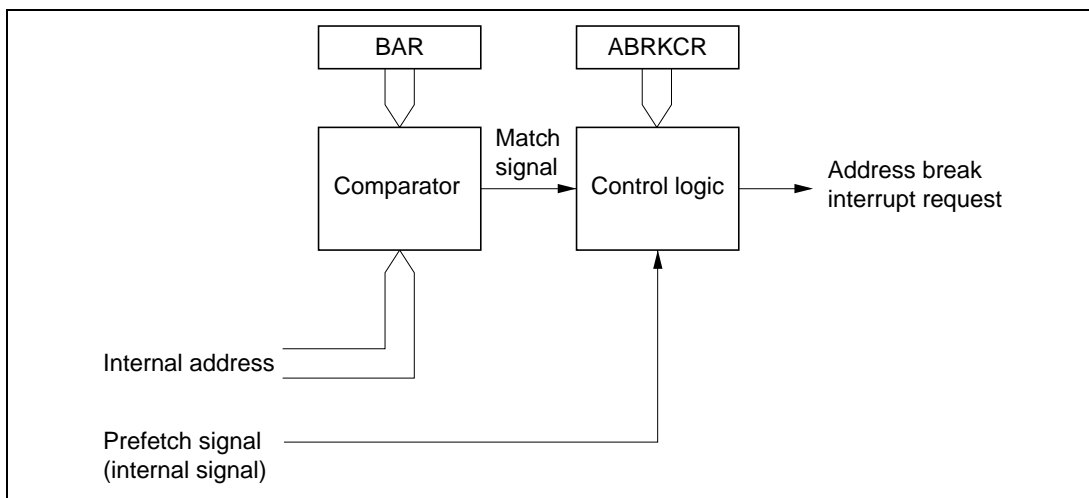 BAR
ABRKCR
Match
signal
Comparator
Control logic
Address break
interrupt request
Internal address
Prefetch signal
(internal signal)